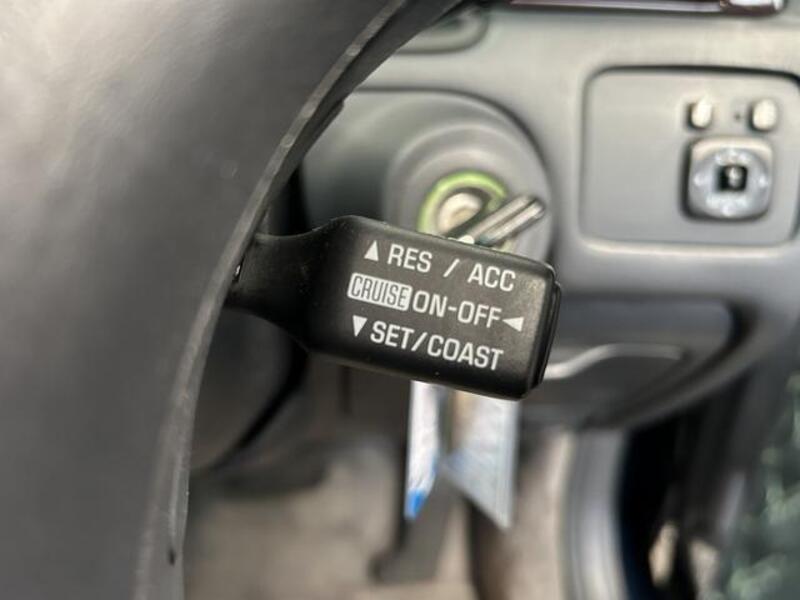 ▲ RES / ACC
CRUISE ON-OFF ◄
▼ SET/COAST